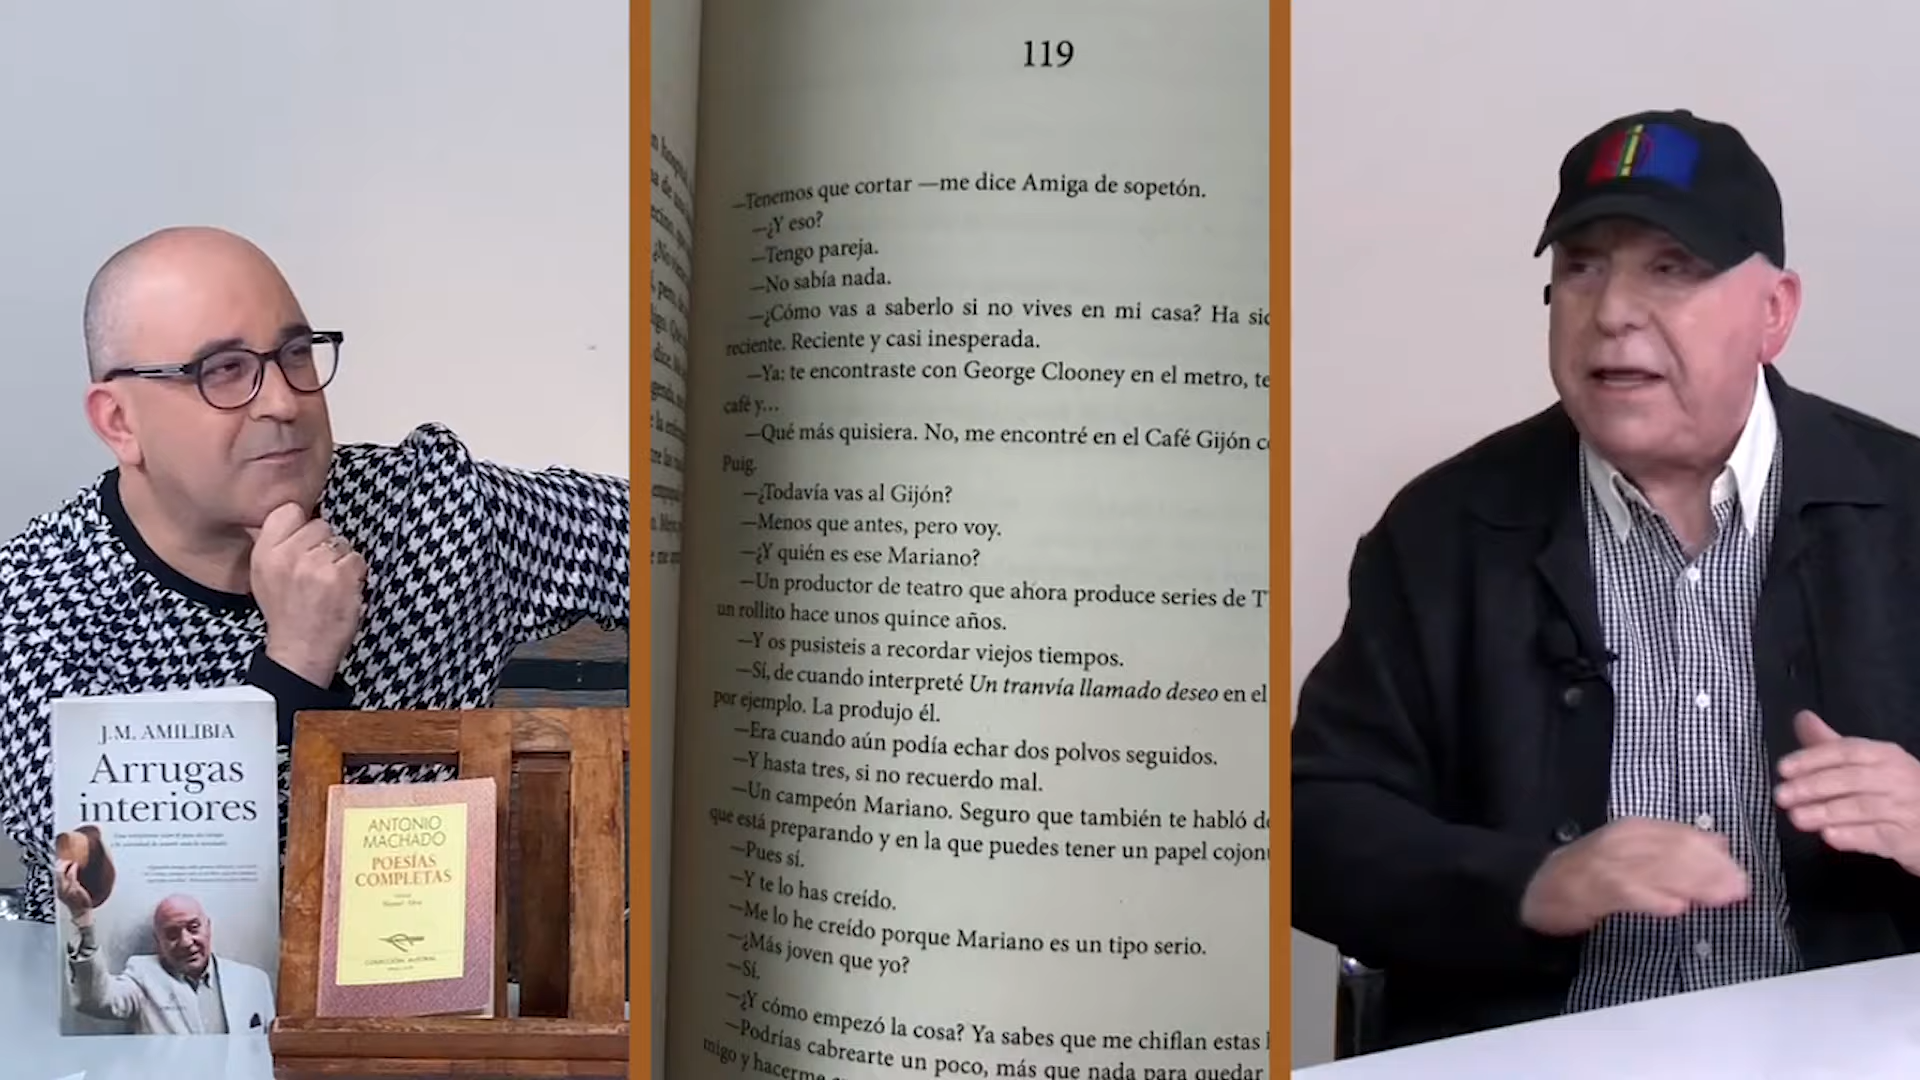 119
—Tenemos que cortar —me dice Amiga de sopetón.
—¿Y eso?
—Tengo pareja.
—No sabía nada.
—¿Cómo vas a saberlo si no vives en mi casa? Ha
reciente. Reciente y casi inesperada.
—Ya: te encontraste con George Clooney en el metro,
café y...
—Qué más quisiera. No, me encontré en el Café Gijón
Puig.
—¿Todavía vas al Gijón?
—Menos que antes, pero voy.
—¿Y quién es ese Mariano?
—Un productor de teatro que ahora produce series de
un rollito hace unos quince años.
—Y os pusisteis a recordar viejos tiempos.
—Sí, de cuando interpreté Un tranvía llamado deseo en el
por ejemplo. La produjo él.
—Era cuando aún podía echar dos polvos seguidos.
—Y hasta tres, si no recuerdo mal.
—Un campeón Mariano. Seguro que también te habló
que está preparando y en la que puedes tener un papel
—Pues sí.
—Y te lo has creído.
—Me lo he creído porque Mariano es un tipo serio.
—¿Más joven que yo?
—Sí.
—¿Y cómo empezó la cosa? Ya sabes que me chiflan estas
—Podrías cabrearte un poco, más que nada para quedar
migo y hacerme
J.M. AMILIBIA
Arrugas
interiores
ANTONIO
MACHADO
POESÍAS
COMPLETAS